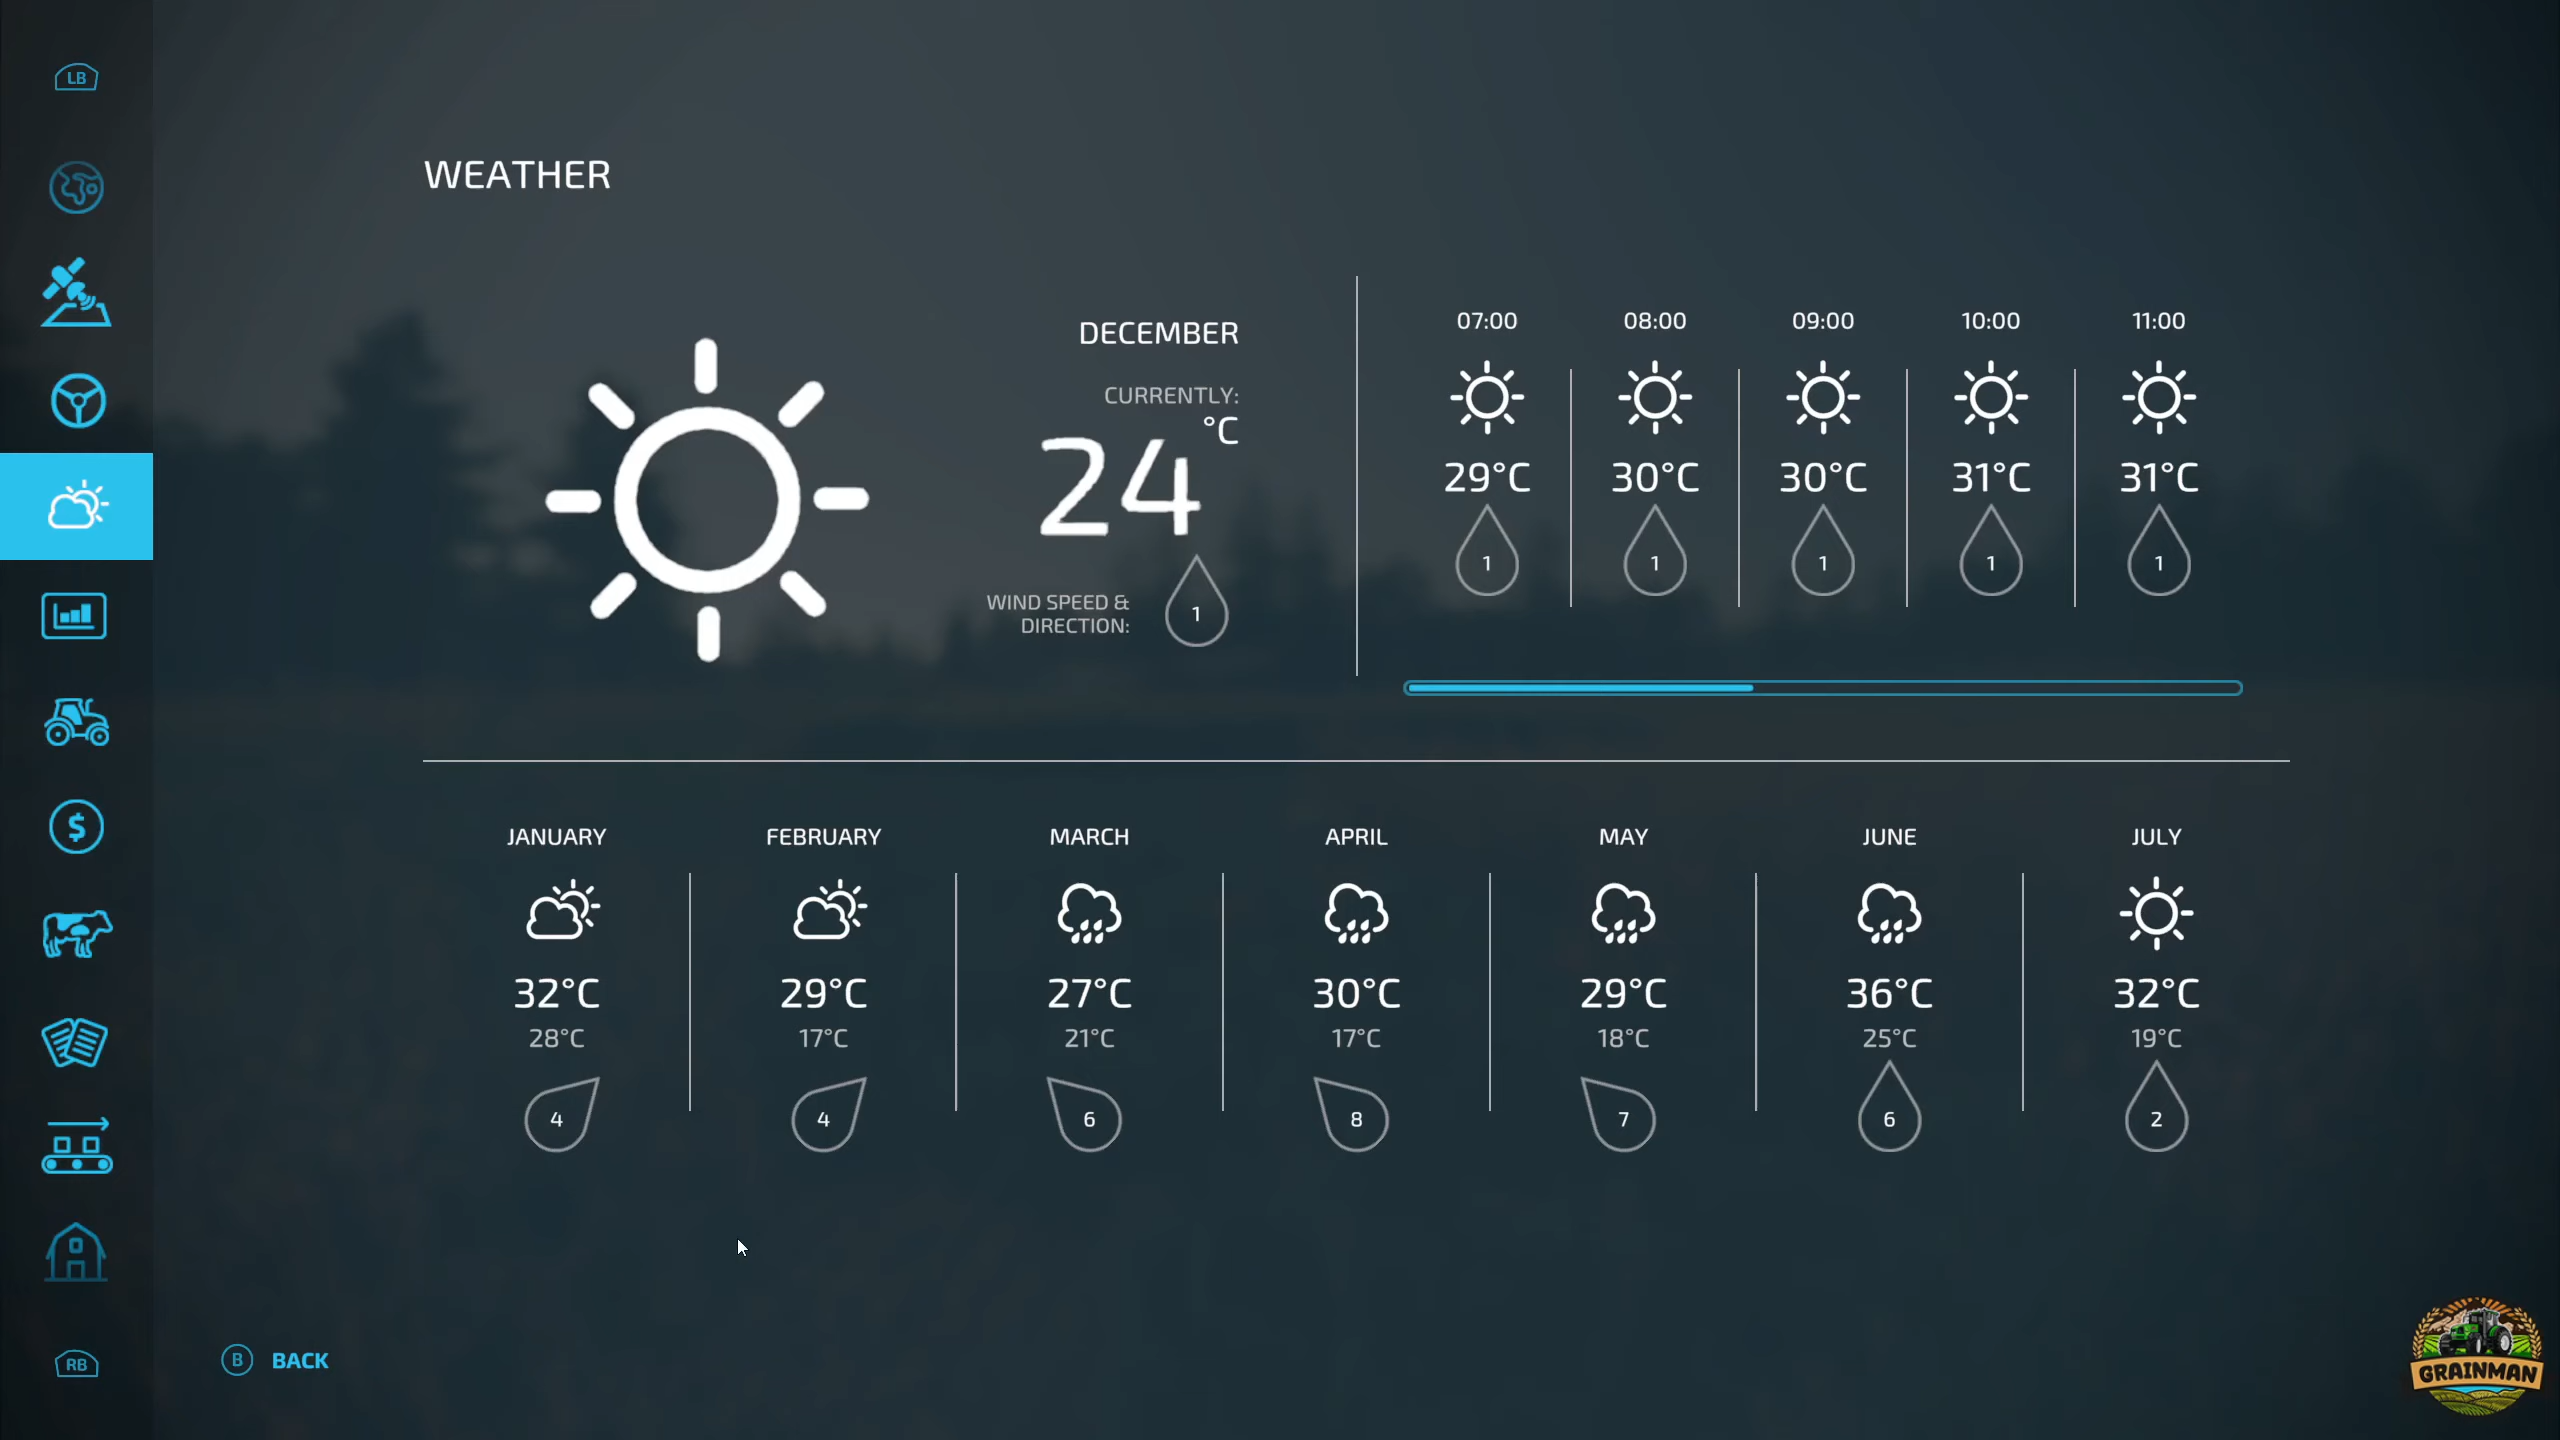 LB
WEATHER
DECEMBER
CURRENTLY:
24 °C
WIND SPEED &
DIRECTION:
1
07:00 08:00 09:00 10:00 11:00
29°C 30°C 30°C 31°C 31°C
1 1 1 1 1
JANUARY FEBRUARY MARCH APRIL MAY JUNE JULY
32°C 29°C 27°C 30°C 29°C 36°C 32°C
28°C 17°C 21°C 17°C 18°C 25°C 19°C
4 4 6 8 7 6 2
$
RB
B BACK
GRAINMAN